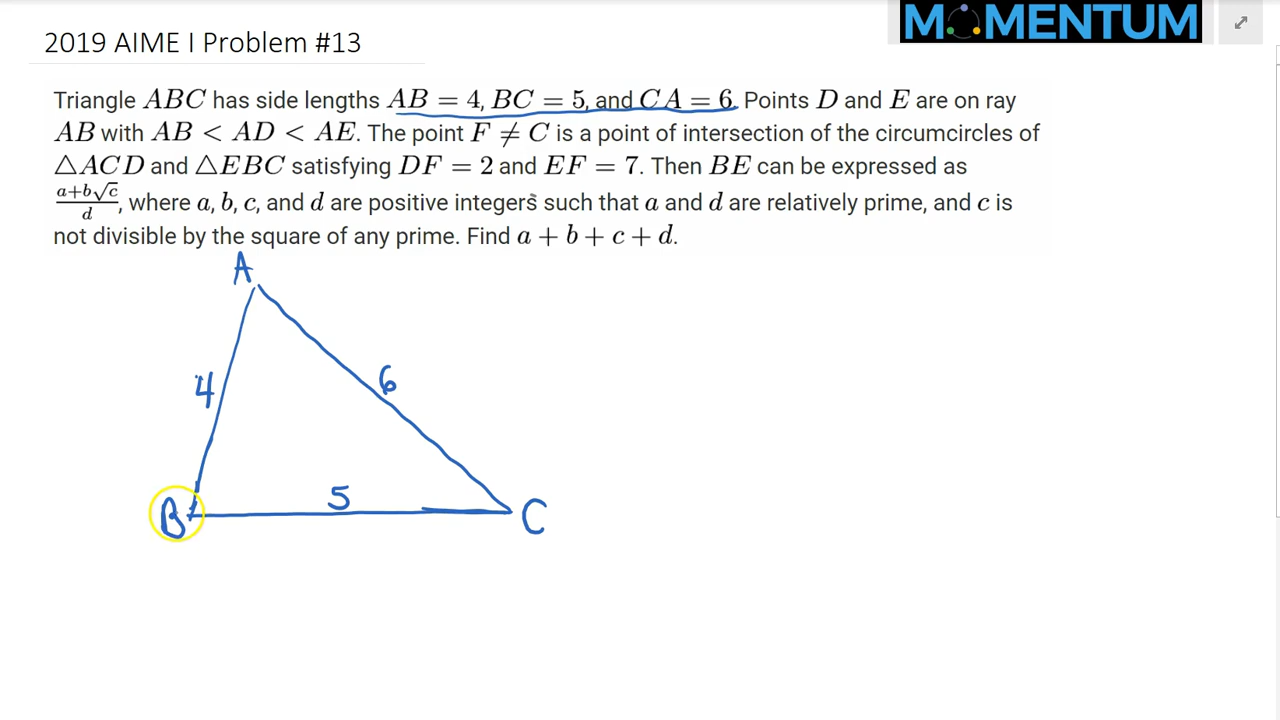 MOMENTUM
2019 AIME I Problem #13
Triangle ABC has side lengths AB = 4, BC = 5, and CA = 6. Points D and E are on ray
AB with AB < AD < AE. The point F ≠ C is a point of intersection of the circumcircles of
△ACD and △EBC satisfying DF = 2 and EF = 7. Then BE can be expressed as
(a+b√c)/d, where a, b, c, and d are positive integers such that a and d are relatively prime, and c is
not divisible by the square of any prime. Find a + b + c + d.
A
4
6
5
B
C